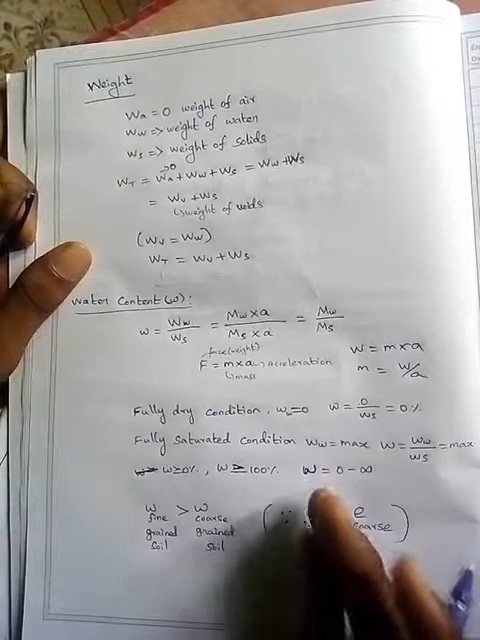 Weight
Wa = 0 weight of air
Ww => weight of water
Ws => weight of solids
WT = Wa + Ww + Ws = Ww + Ws
→0
= Wv + Ws
↳ weight of voids
(Wv = Ww)
WT = Wv + Ws
Water Content (w) :
w = Ww/Ws = Mw × a/Ms × a = Mw/Ms
force (weight)
F = m × a ↳ Acceleration
↳ mass
W = m × a
m = W/a
Fully dry condition, w = 0 w = 0/Ws = 0%
Fully saturated condition Ww = max w = Ww/Ws = max
w ≥ 0%, w ≥ 100% w = 0 - ∞
w fine grained soil > w coarse grained soil (∵ e coarse)